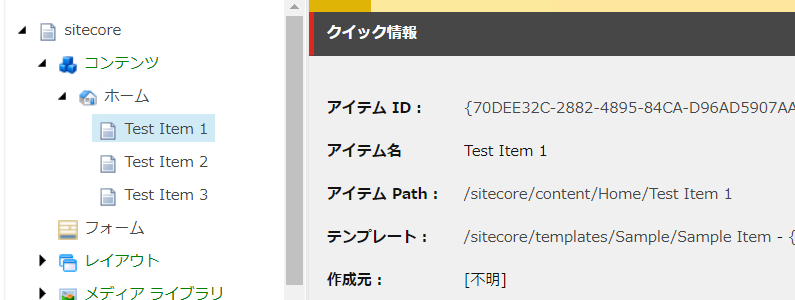 sitecore
コンテンツ
ホーム
Test Item 1
Test Item 2
Test Item 3
フォーム
レイアウト
メディア ライブラリ
クイック情報
アイテム ID： {70DEE32C-2882-4895-84CA-D96AD5907AA
アイテム名 Test Item 1
アイテム Path： /sitecore/content/Home/Test Item 1
テンプレート： /sitecore/templates/Sample/Sample Item - {
作成元： [不明]